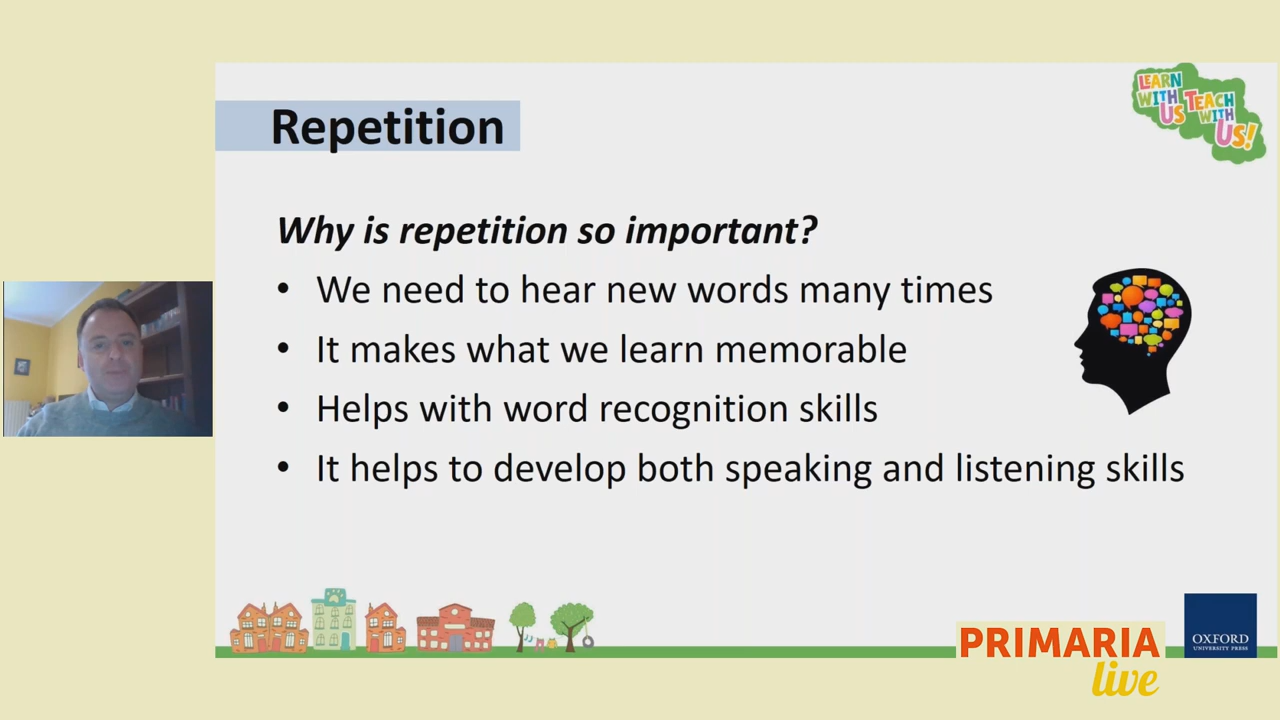 LEARN
WITH
US
TEACH
WITH
US!
Repetition
Why is repetition so important?
• We need to hear new words many times
• It makes what we learn memorable
• Helps with word recognition skills
• It helps to develop both speaking and listening skills
PRIMARIA
live
OXFORD
UNIVERSITY PRESS